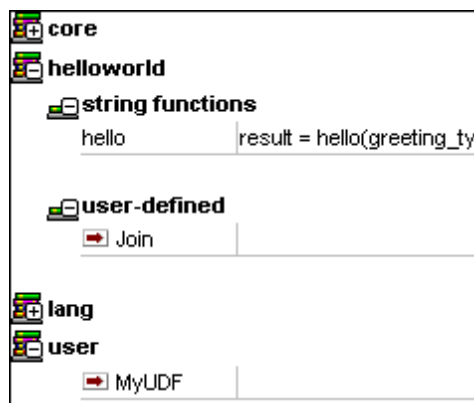 core
helloworld
string functions
hello result = hello(greeting_ty
user-defined
Join
lang
user
MyUDF